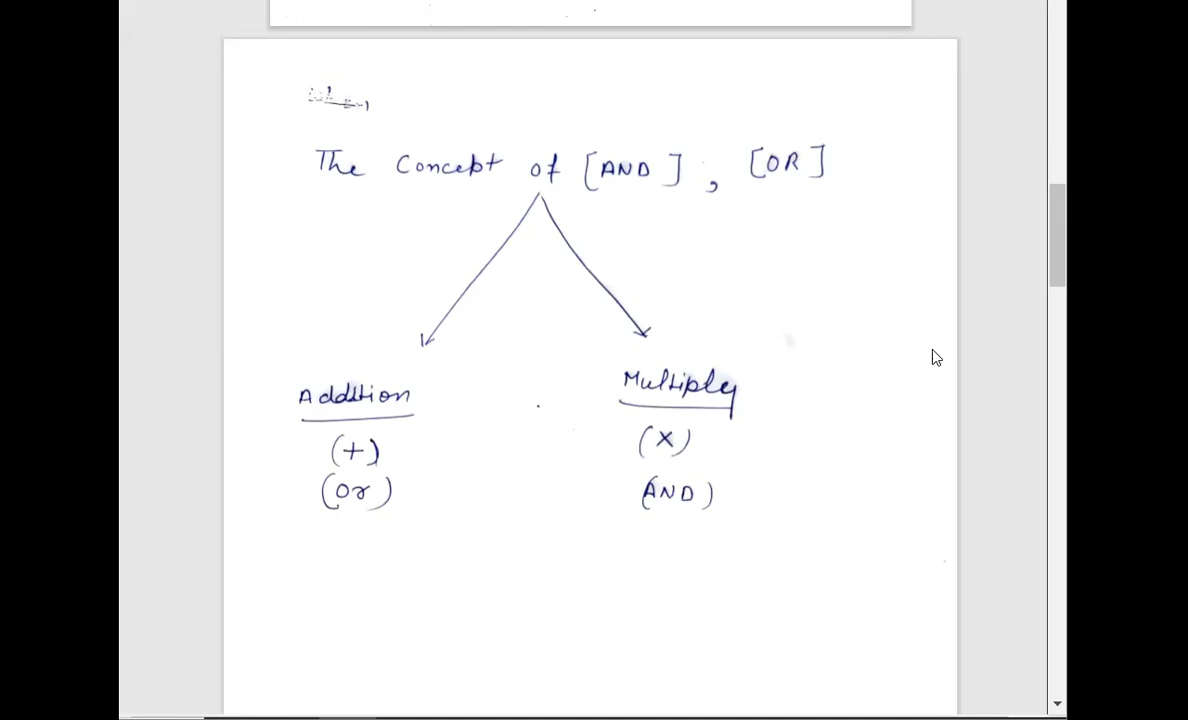 The Concept of [AND] , [OR]
Addition
Multiply
(+)
(X)
(Or)
(AND)